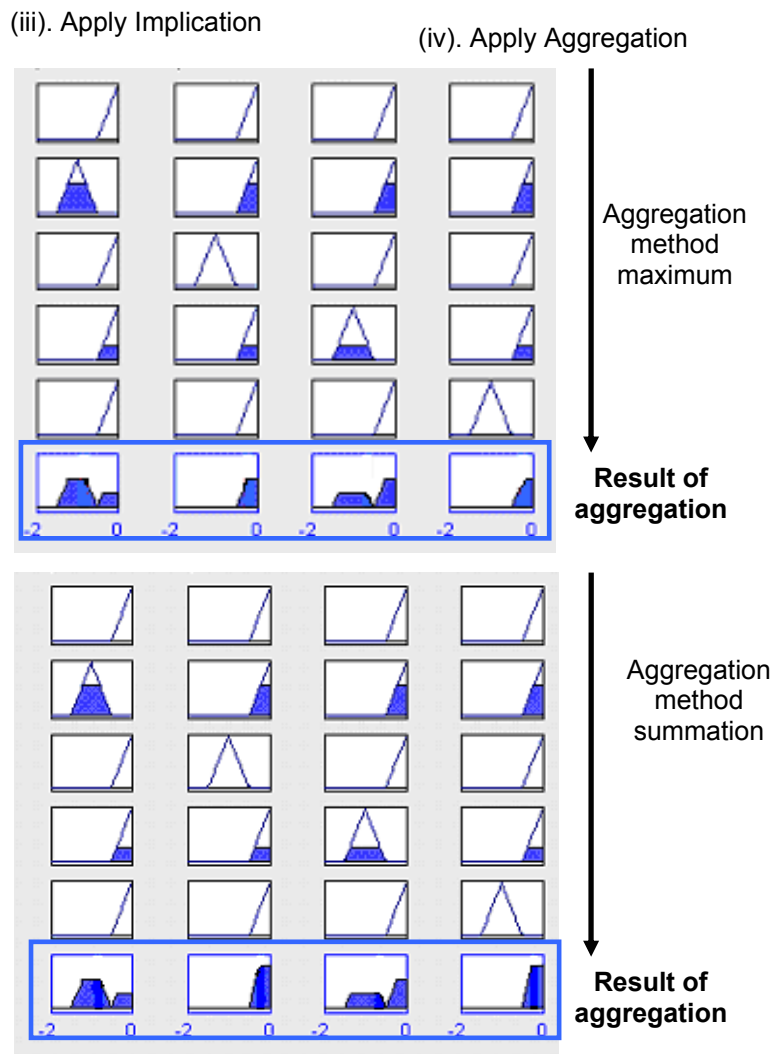 (iii). Apply Implication
(iv). Apply Aggregation
Aggregation
method
maximum
Result of
aggregation
-2 0 -2 0 -2 0 -2 0
Aggregation
method
summation
Result of
aggregation
-2 0 -2 0 -2 0 -2 0